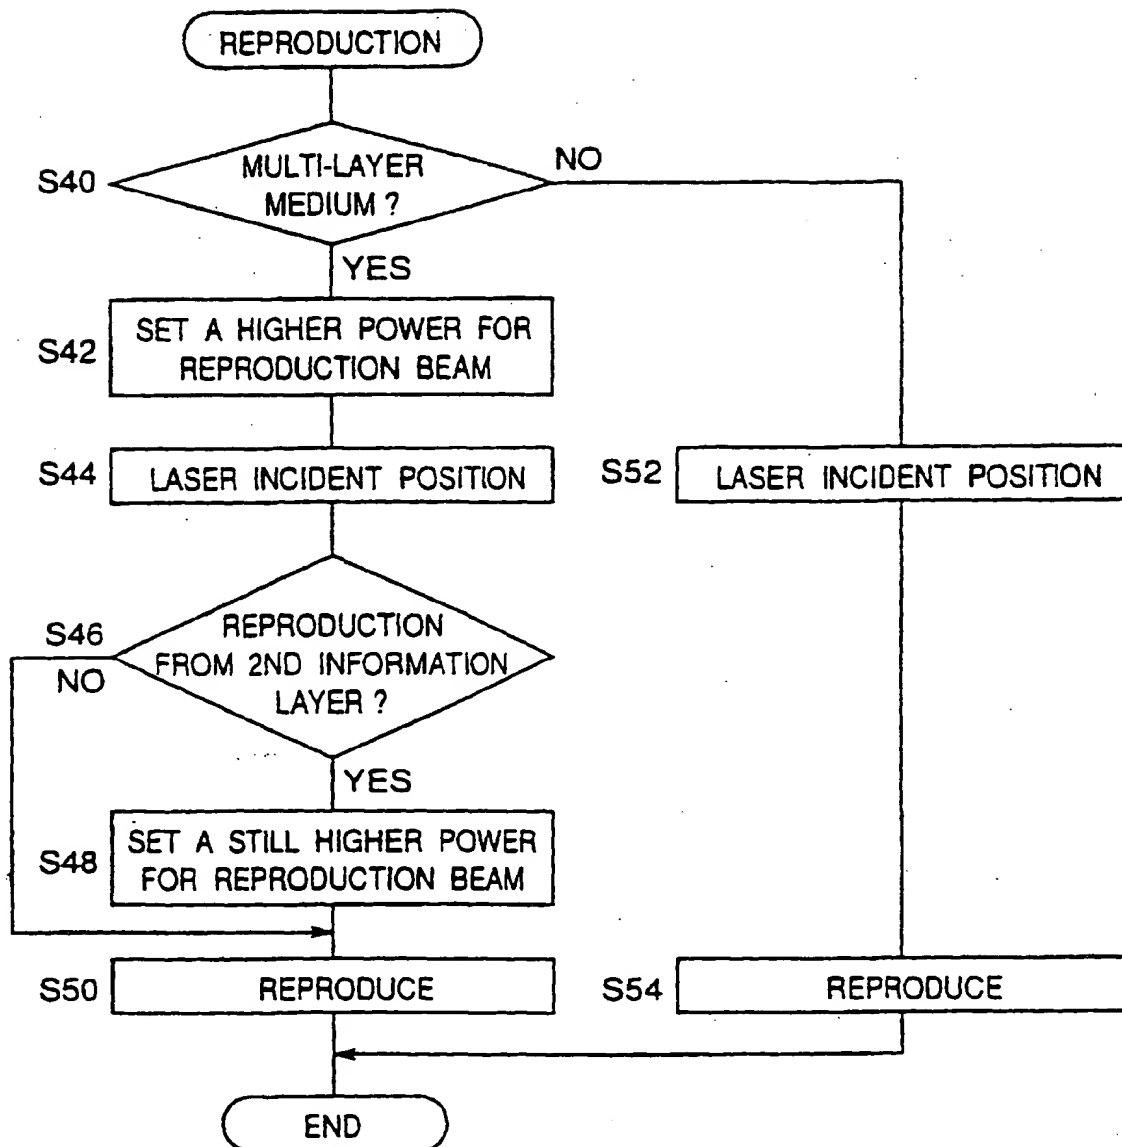 REPRODUCTION
S40
MULTI-LAYER
MEDIUM ?
NO
YES
S42
SET A HIGHER POWER FOR
REPRODUCTION BEAM
S44
LASER INCIDENT POSITION
S52
LASER INCIDENT POSITION
S46
NO
REPRODUCTION
FROM 2ND INFORMATION
LAYER ?
YES
S48
SET A STILL HIGHER POWER
FOR REPRODUCTION BEAM
S50
REPRODUCE
S54
REPRODUCE
END